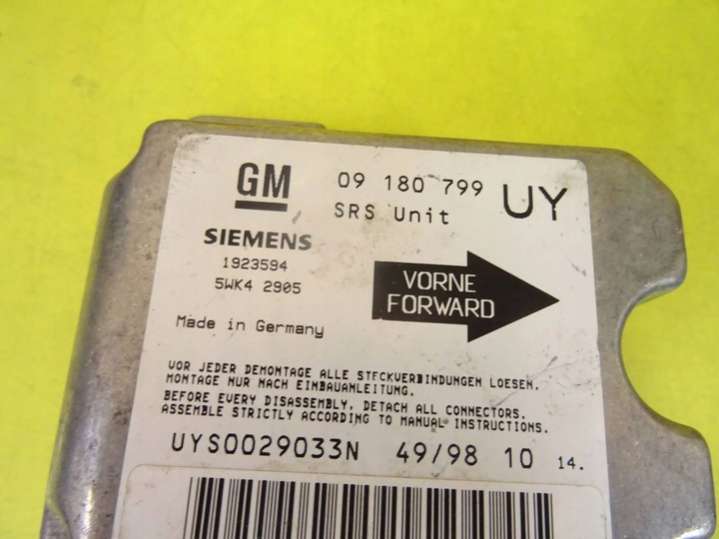 GM 09 180 799 UY
SRS Unit
SIEMENS
1923594
5WK4 2905
VORNE
FORWARD
Made in Germany
VOR JEDER DEMONTAGE ALLE STECKVERBINDUNGEN LOESEN.
MONTAGE NUR NACH EINBAUANLEITUNG.
BEFORE EVERY DISASSEMBLY, DETACH ALL CONNECTORS.
ASSEMBLE STRICTLY ACCORDING TO MANUAL INSTRUCTIONS.
UYS0029033N 49/98 10 14.